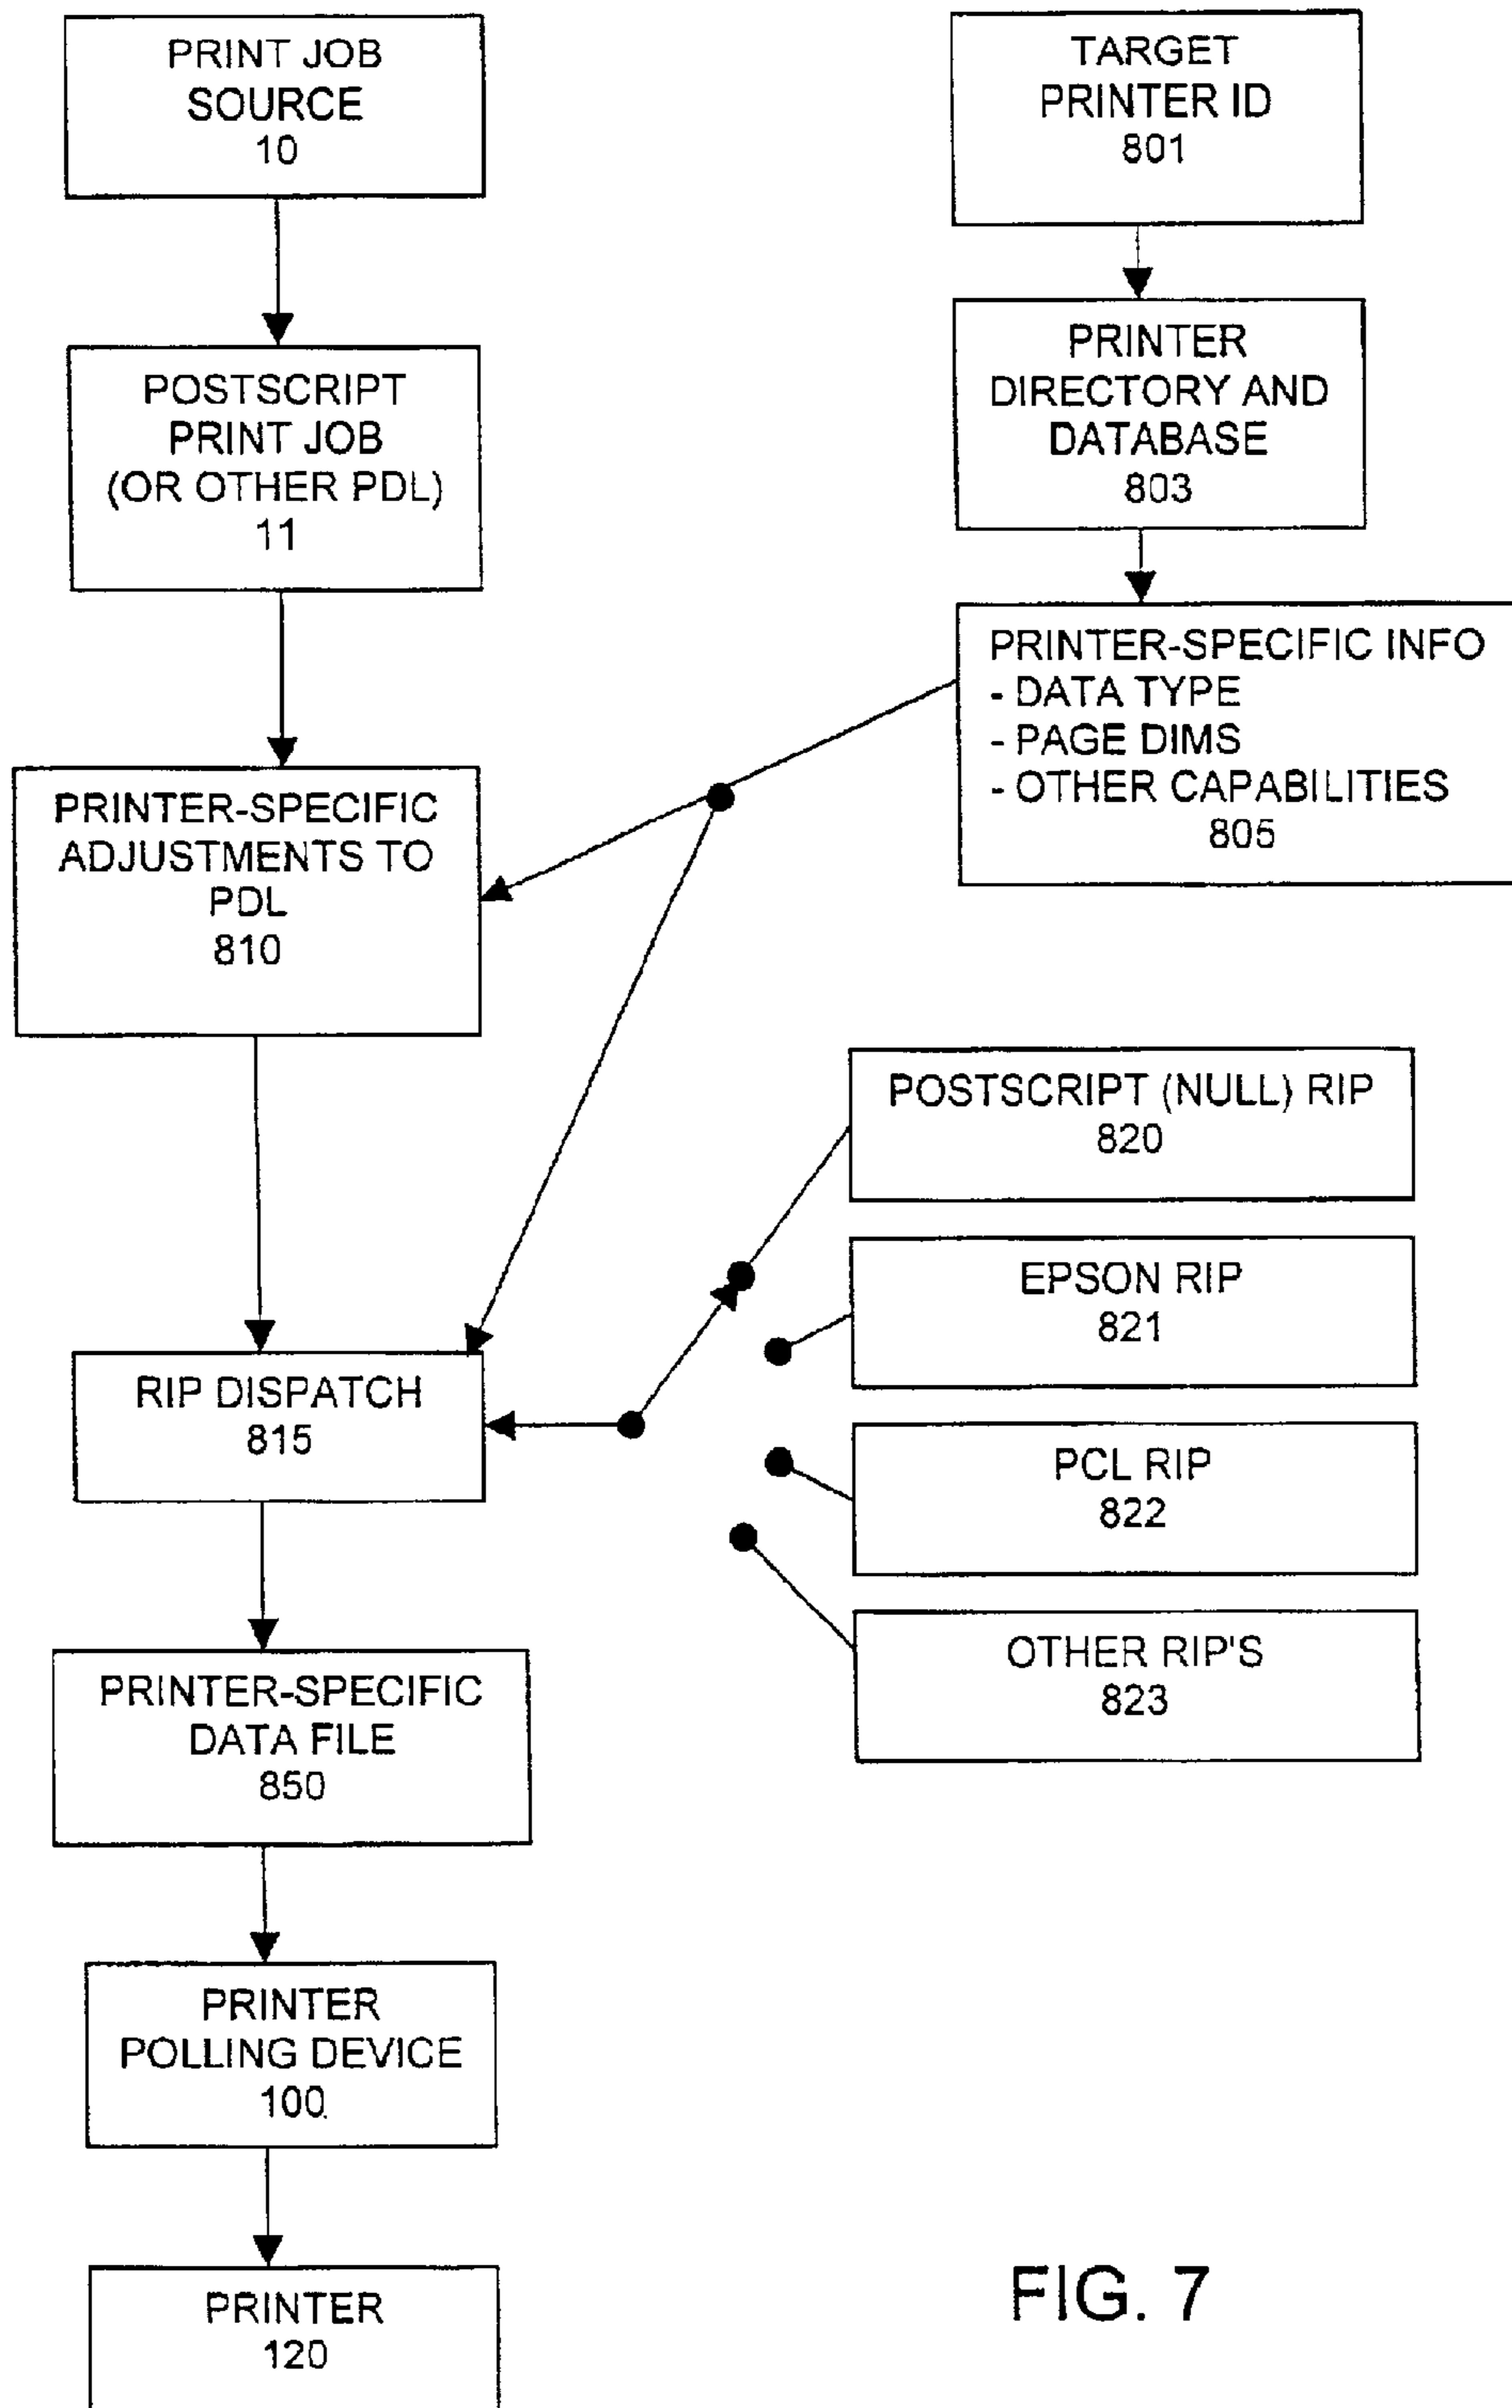 PRINT JOB
SOURCE
10
TARGET
PRINTER ID
801
POSTSCRIPT
PRINT JOB
(OR OTHER PDL)
11
PRINTER
DIRECTORY AND
DATABASE
803
PRINTER-SPECIFIC INFO
- DATA TYPE
- PAGE DIMS
- OTHER CAPABILITIES
805
PRINTER-SPECIFIC
ADJUSTMENTS TO
PDL
810
POSTSCRIPT (NULL) RIP
820
EPSON RIP
821
RIP DISPATCH
815
PCL RIP
822
OTHER RIP'S
823
PRINTER-SPECIFIC
DATA FILE
850
PRINTER
POLLING DEVICE
100
PRINTER
120
FIG. 7